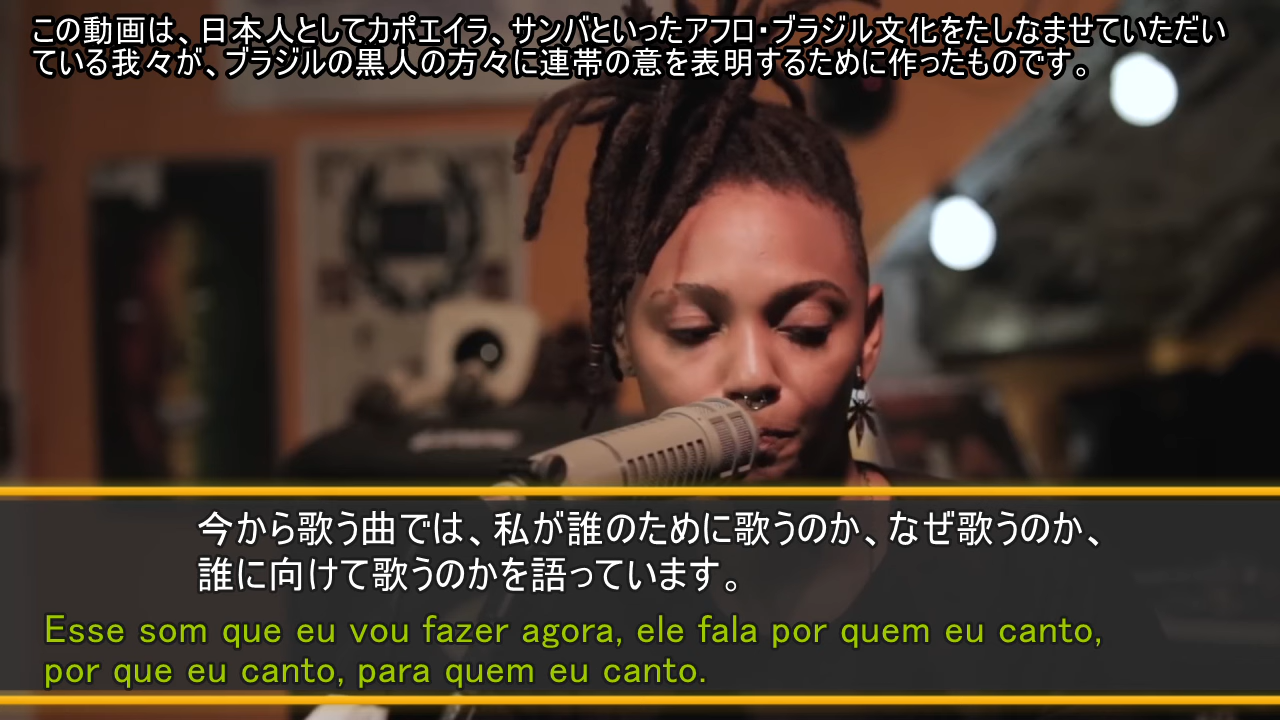 この動画は、日本人としてカポエイラ、サンバといったアフロ・ブラジル文化をたしなませていただい
ている我々が、ブラジルの黒人の方々に連帯の意を表明するために作ったものです。
今から歌う曲では、私が誰のために歌うのか、なぜ歌うのか、
誰に向けて歌うのかを語っています。
Esse som que eu vou fazer agora, ele fala por quem eu canto,
por que eu canto, para quem eu canto.